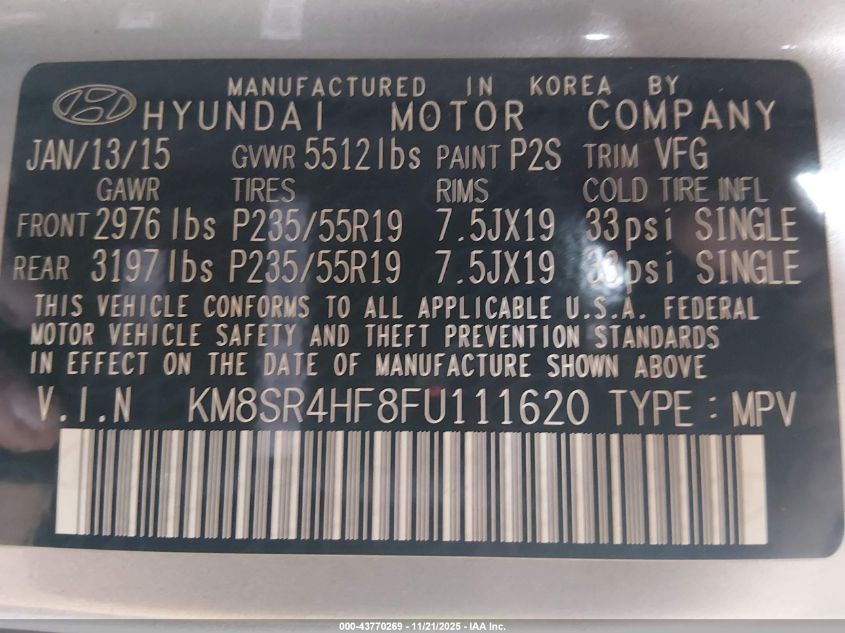 MANUFACTURED IN KOREA BY
HYUNDAI MOTOR COMPANY
JAN/13/15 GVWR 5512lbs PAINT P2S TRIM VFG
GAWR TIRES RIMS COLD TIRE INFL
FRONT 2976 lbs P235/55R19 7.5JX19 33psi SINGLE
REAR 3197 lbs P235/55R19 7.5JX19 33psi SINGLE
THIS VEHICLE CONFORMS TO ALL APPLICABLE U.S.A. FEDERAL
MOTOR VEHICLE SAFETY AND THEFT PREVENTION STANDARDS
IN EFFECT ON THE DATE OF MANUFACTURE SHOWN ABOVE
V.I.N KM8SR4HF8FU111620 TYPE : MPV
000-43770269 - 11/21/2025 - IAA Inc.